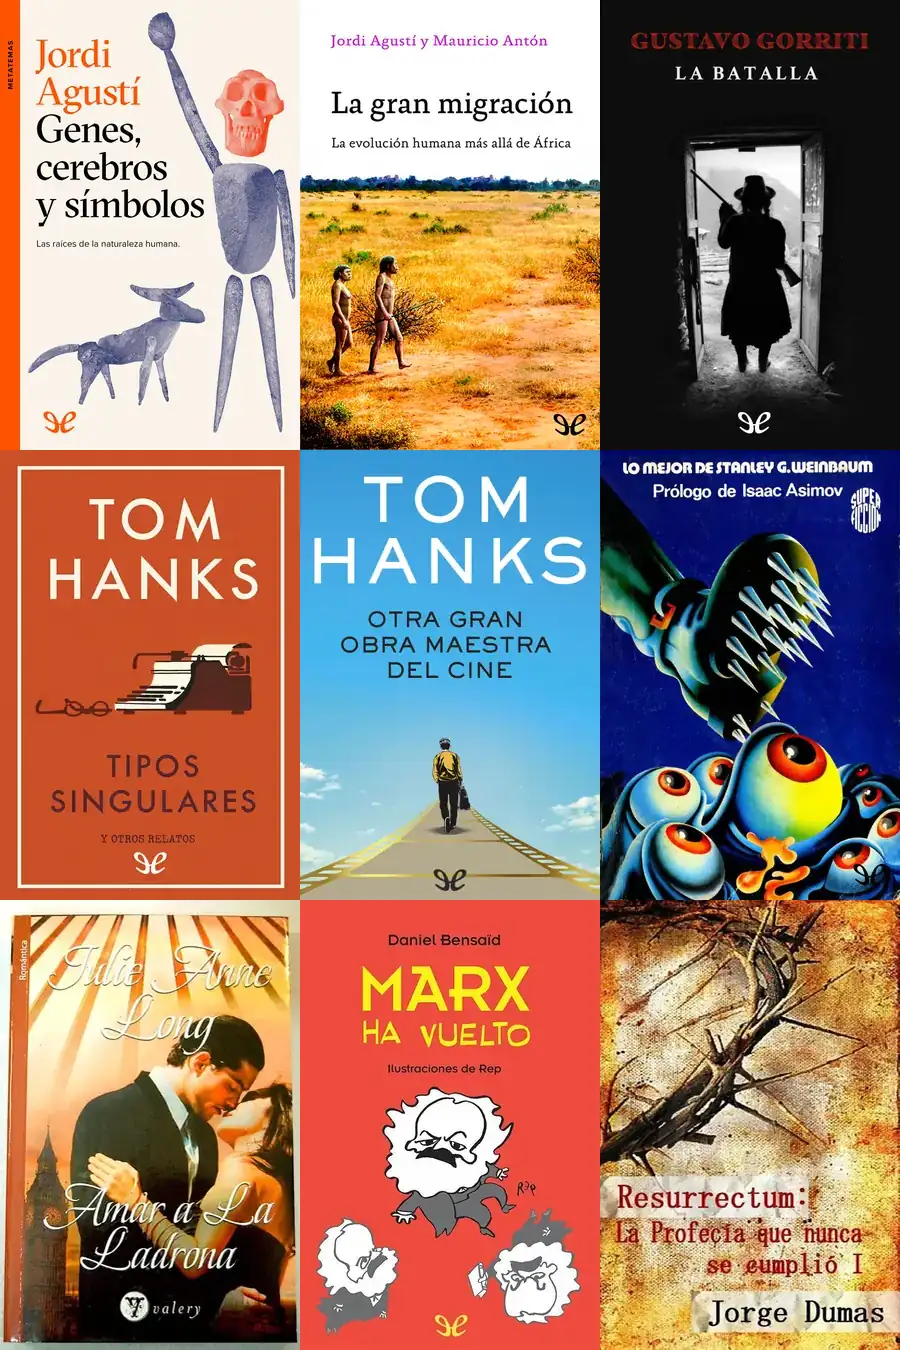 METATEMAS
Jordi
Agustí
Genes,
cerebros
y símbolos
Las raíces de la naturaleza humana.
Jordi Agustí y Mauricio Antón
La gran migración
La evolución humana más allá de África
GUSTAVO GORRITI
LA BATALLA
TOM
HANKS
TIPOS
SINGULARES
Y OTROS RELATOS
TOM
HANKS
OTRA GRAN
OBRA MAESTRA
DEL CINE
LO MEJOR DE STANLEY G. WEINBAUM
Prólogo de Isaac Asimov
SUPER
FICCION
Romántica
Julie Anne
Long
Amar a La
Ladrona
valery
Daniel Bensaïd
MARX
HA VUELTO
Ilustraciones de Rep
Rep
Resurrectum:
La Profecia que nunca
se cumplió I
Jorge Dumas